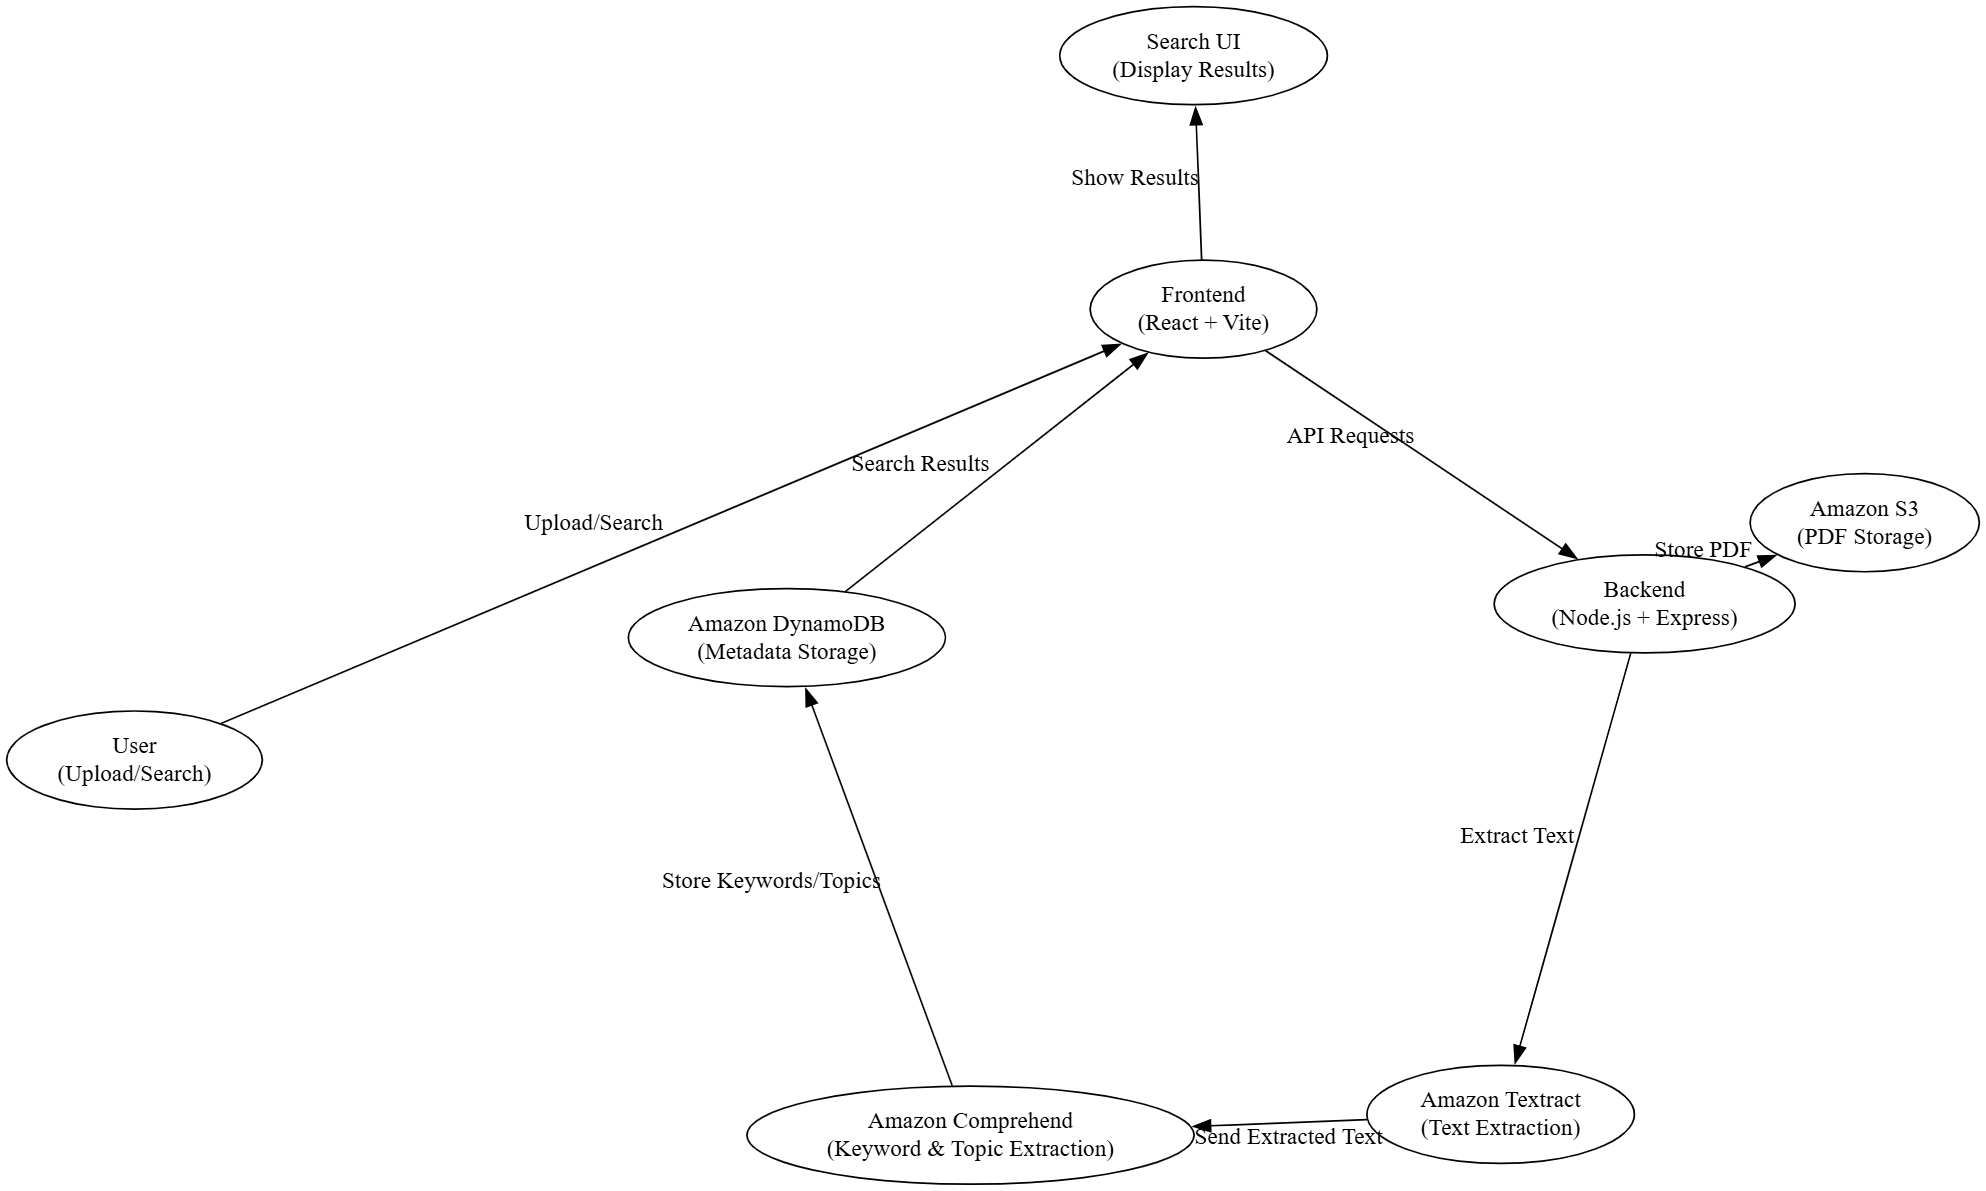 Search UI
(Display Results)
Show Results
Frontend
(React + Vite)
API Requests
Search Results
Upload/Search
Amazon S3
(PDF Storage)
Store PDF
Backend
(Node.js + Express)
Amazon DynamoDB
(Metadata Storage)
User
(Upload/Search)
Extract Text
Store Keywords/Topics
Amazon Textract
(Text Extraction)
Send Extracted Text
Amazon Comprehend
(Keyword & Topic Extraction)